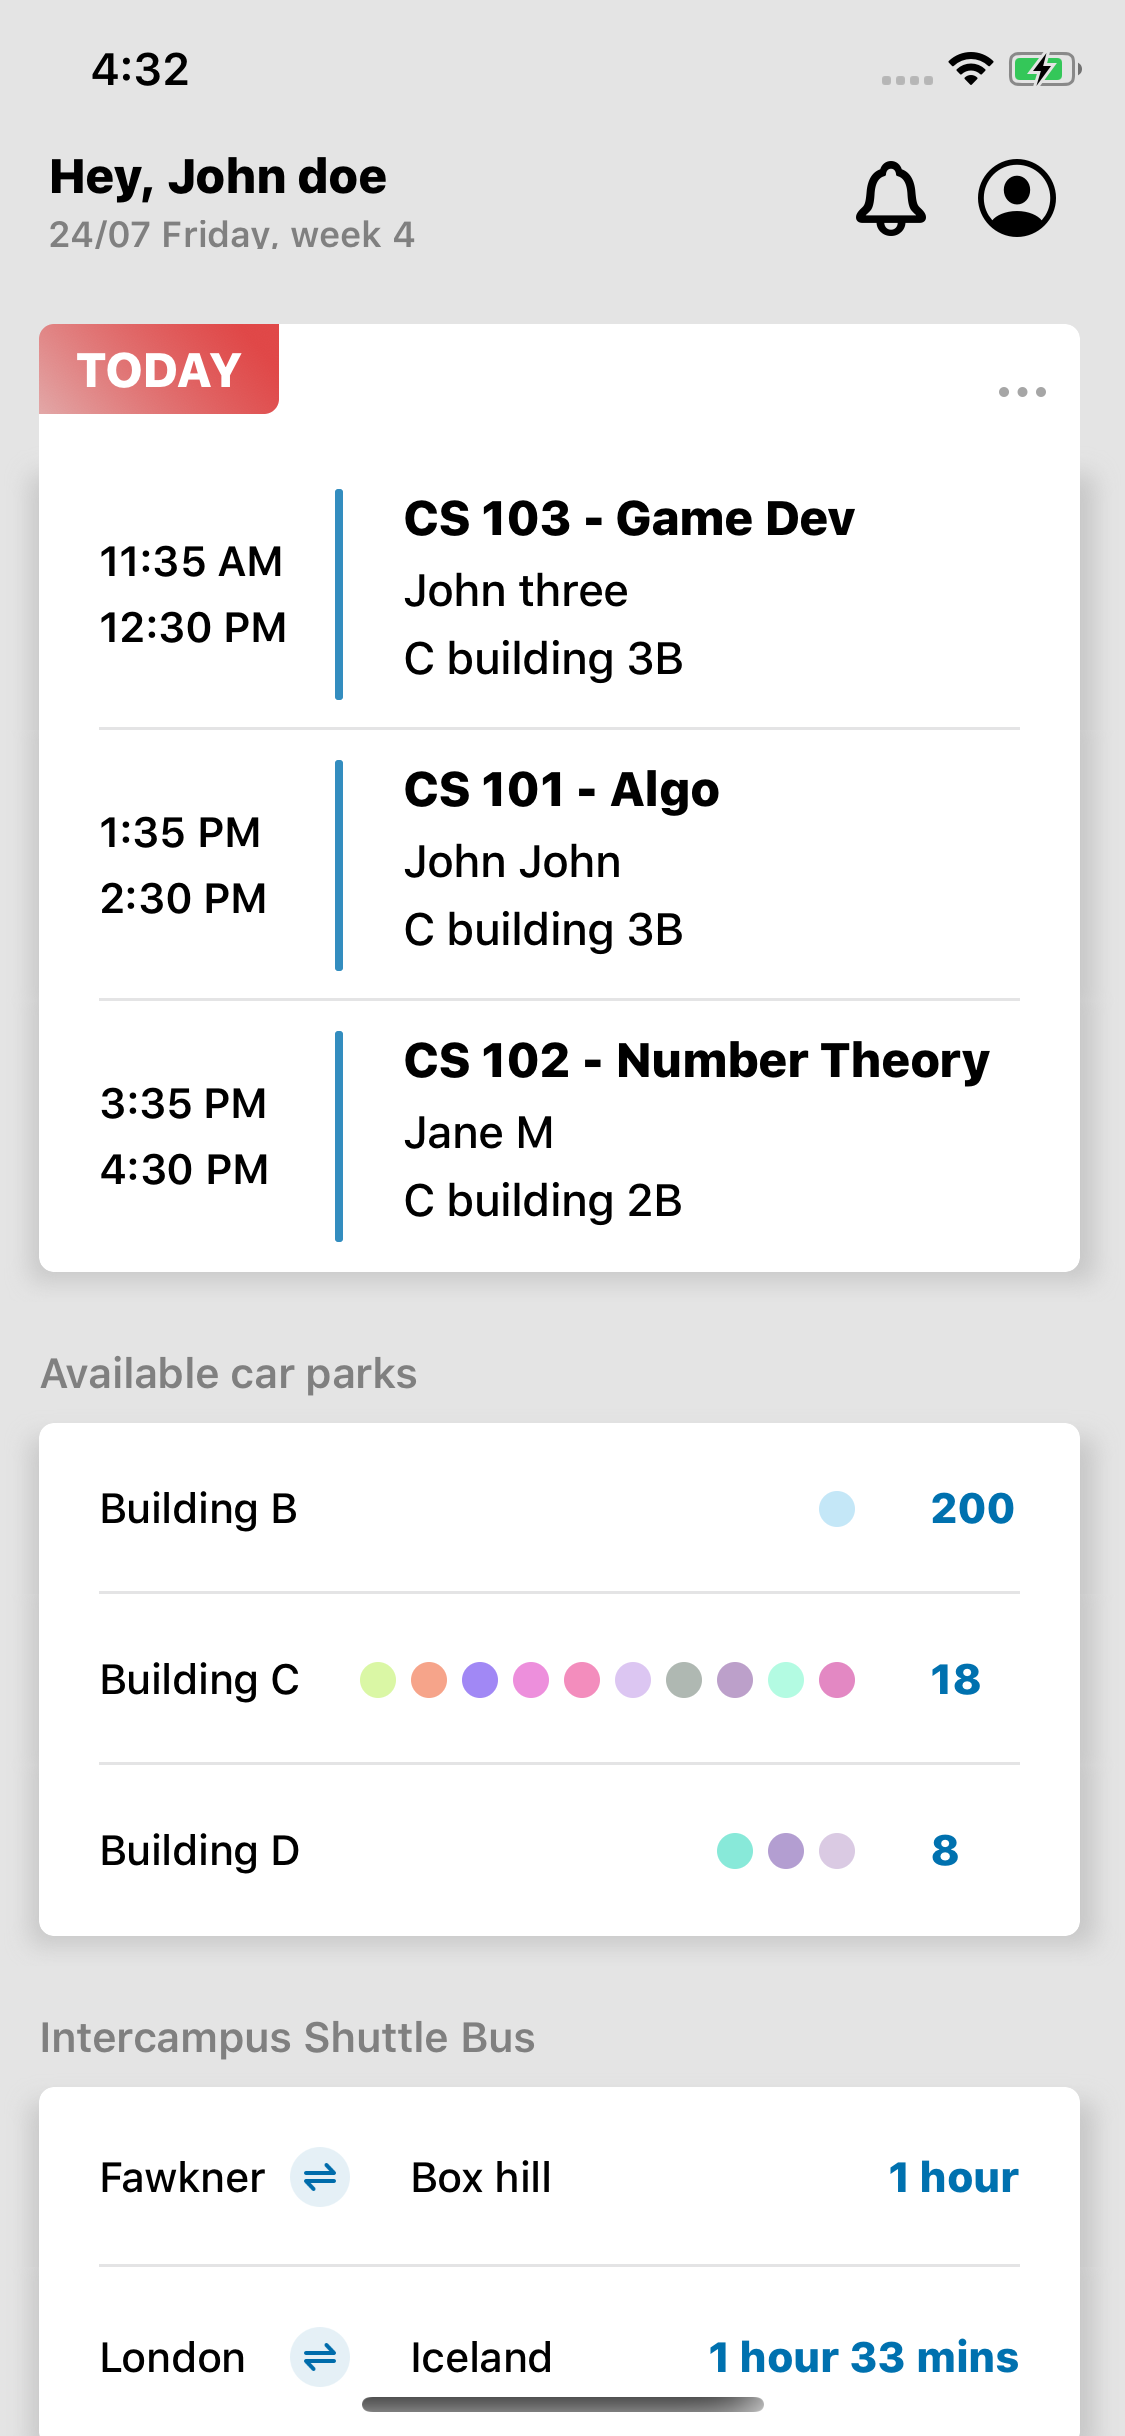 4:32
Hey, John doe
24/07 Friday, week 4
TODAY
11:35 AM
12:30 PM
CS 103 - Game Dev
John three
C building 3B
1:35 PM
2:30 PM
CS 101 - Algo
John John
C building 3B
3:35 PM
4:30 PM
CS 102 - Number Theory
Jane M
C building 2B
Available car parks
Building B 200
Building C 18
Building D 8
Intercampus Shuttle Bus
Fawkner Box hill 1 hour
London Iceland 1 hour 33 mins